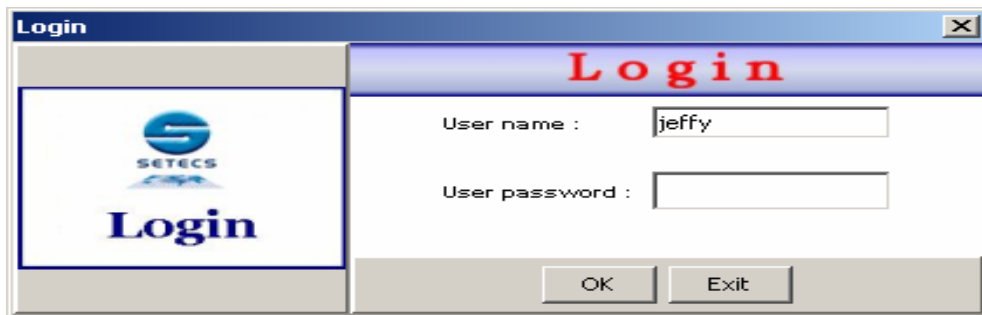 Login
Login
SETECS
Login
User name :
jeffy
User password :
OK
Exit